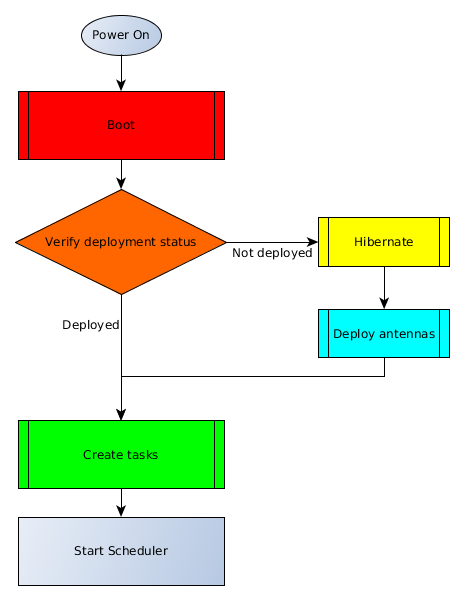 Power On
Boot
Verify deployment status
Not deployed
Hibernate
Deploy antennas
Deployed
Create tasks
Start Scheduler